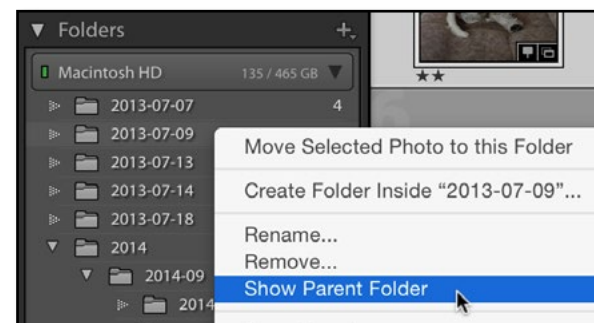 Folders
Macintosh HD 135 / 465 GB
2013-07-07 4
2013-07-09
2013-07-13
2013-07-14
2013-07-18
2014
2014-09
2014
Move Selected Photo to this Folder
Create Folder Inside “2013-07-09”...
Rename...
Remove...
Show Parent Folder